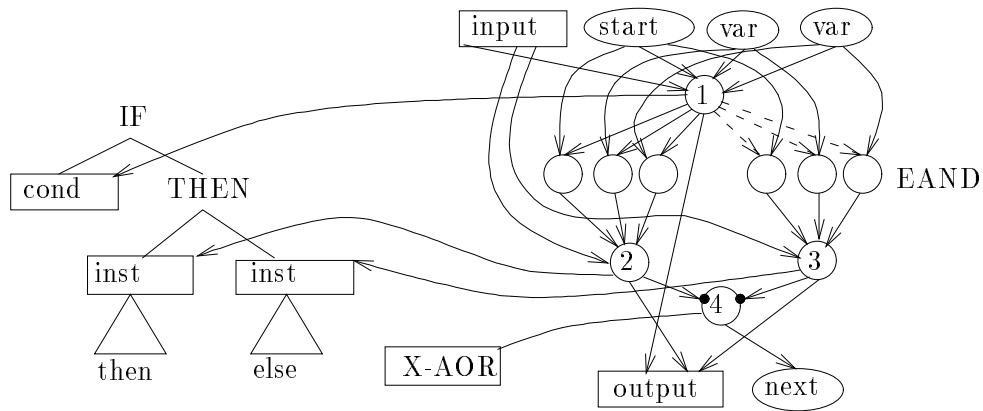 input start var var
1
IF
cond
THEN
EAND
inst
inst
2
3
4
then
else
X-AOR
output
next